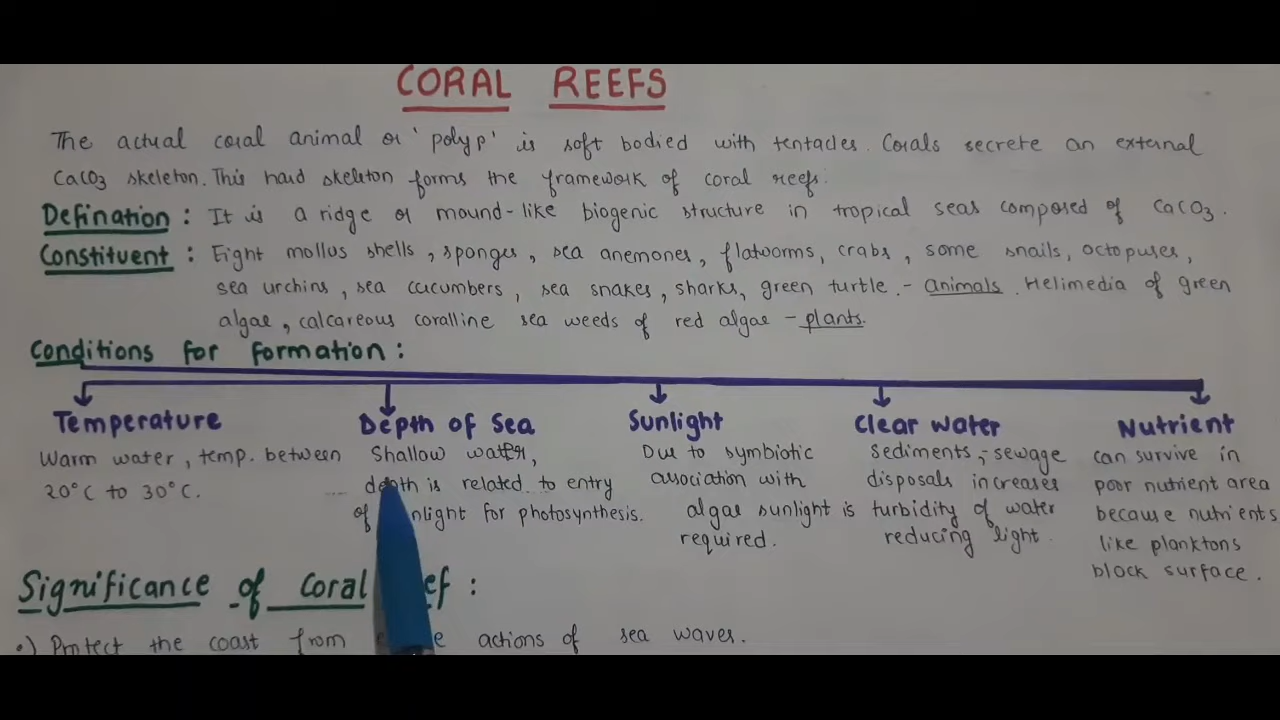 CORAL REEFS
The actual coral animal or 'polyp' is soft bodied with tentacles. Corals secrete an external
CaCO3 skeleton. This hard skeleton forms the framework of coral reefs.
Defination : It is a ridge or mound-like biogenic structure in tropical seas composed of CaCO3.
Constituent : Eight mollus shells, sponges, sea anemones, flatworms, crabs, some snails, octopuses,
sea urchins, sea cucumbers, sea snakes, sharks, green turtle. - animals. Helimedia of green
algae, calcareous coralline sea weeds of red algae - plants.
Conditions for formation :
Temperature
Warm water, temp. between
20°C to 30°C.
Depth of Sea
Shallow water,
depth is related to entry
of for photosynthesis.
Sunlight
Due to symbiotic
association with
algae sunlight is
required.
Clear water
Sediments, sewage
disposals increases
turbidity of water
reducing light.
Nutrient
can survive in
poor nutrient area
because nutrients
like planktons
block surface.
Significance of Coral :
•) Protect the coast from actions of sea waves.